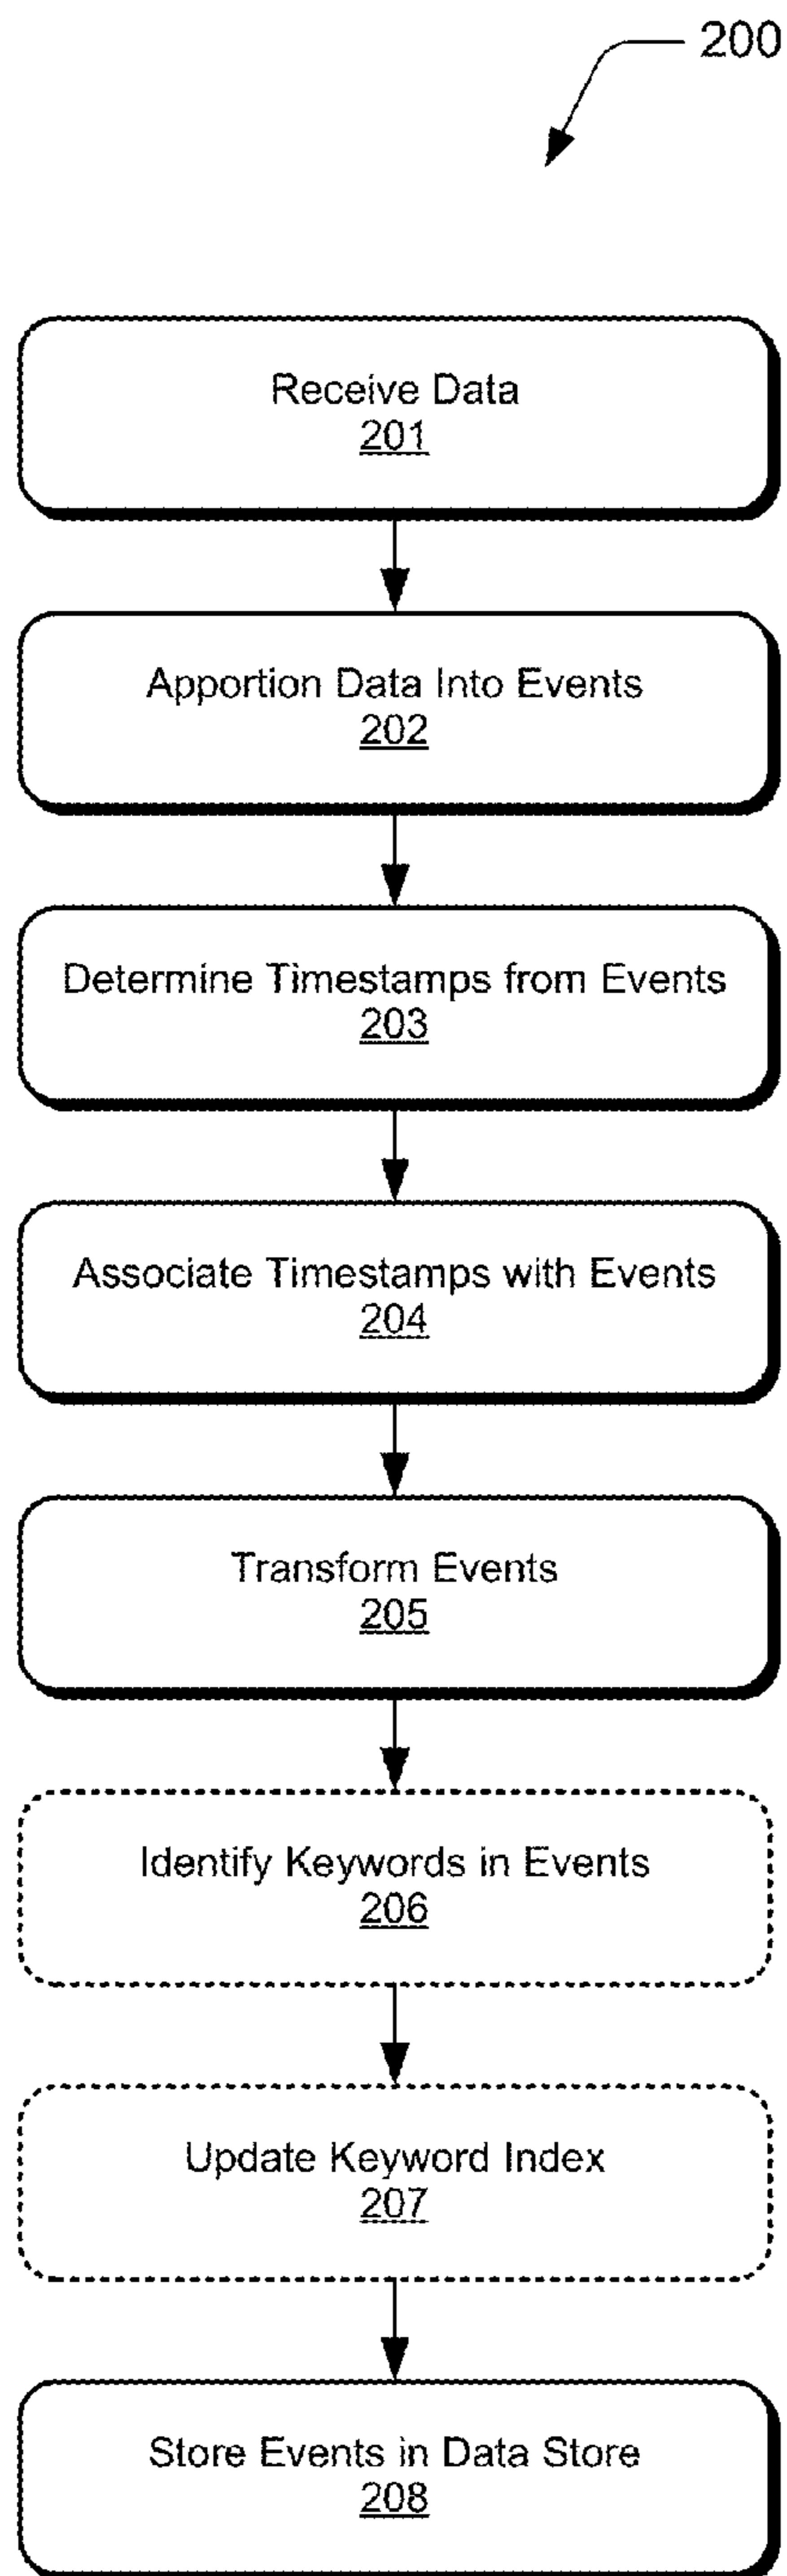 200
Receive Data
201
Apportion Data Into Events
202
Determine Timestamps from Events
203
Associate Timestamps with Events
204
Transform Events
205
Identify Keywords in Events
206
Update Keyword Index
207
Store Events in Data Store
208